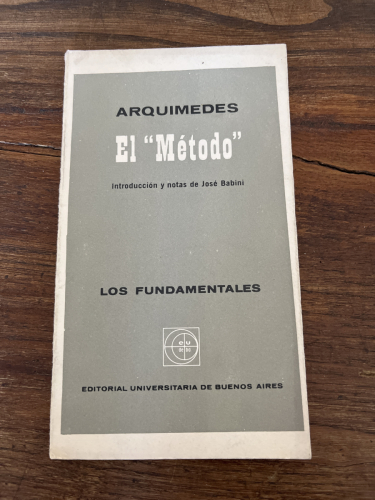 ARQUIMEDES
El "Método"
Introducción y notas de José Babini
LOS FUNDAMENTALES
EDITORIAL UNIVERSITARIA DE BUENOS AIRES